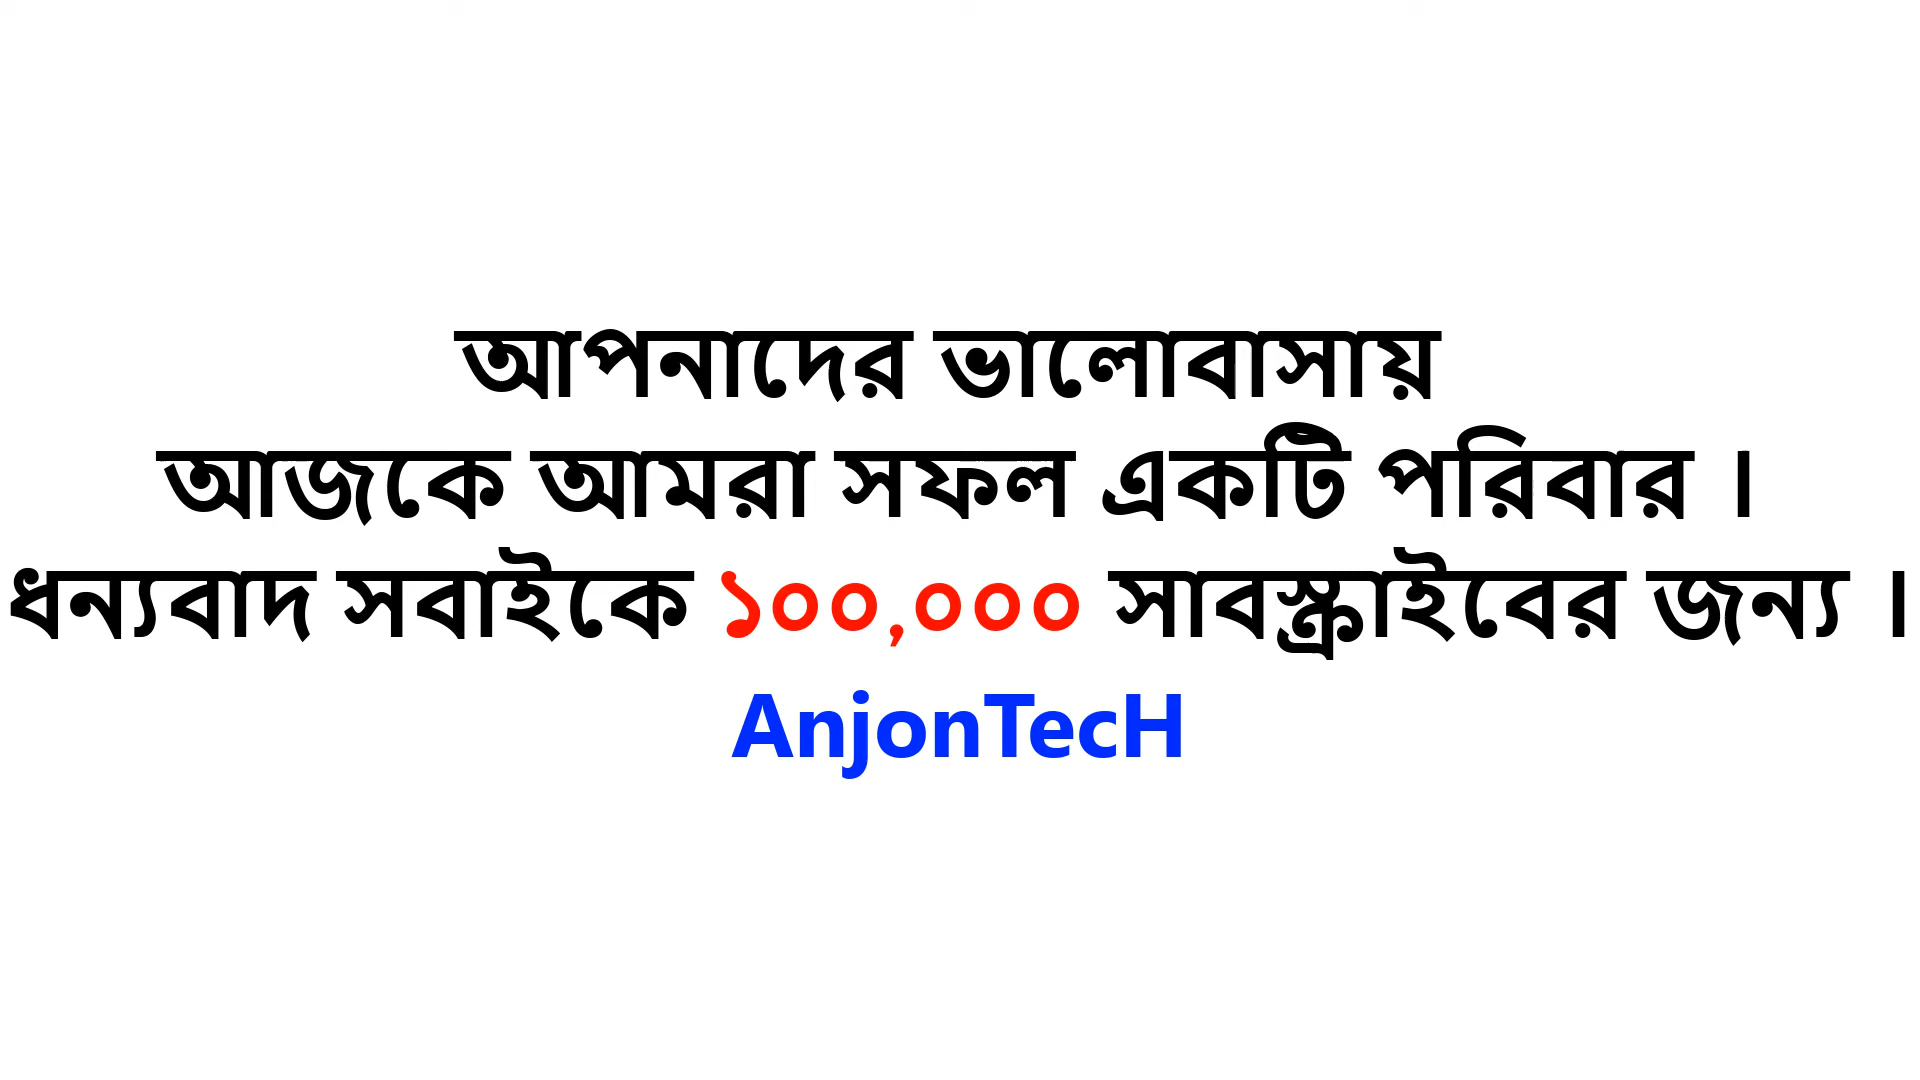 আপনাদের ভালোবাসায়
আজকে আমরা সফল একটি পরিবার ।
ধন্যবাদ সবাইকে ১০০,০০০ সাবস্ক্রাইবের জন্য ।
AnjonTecH